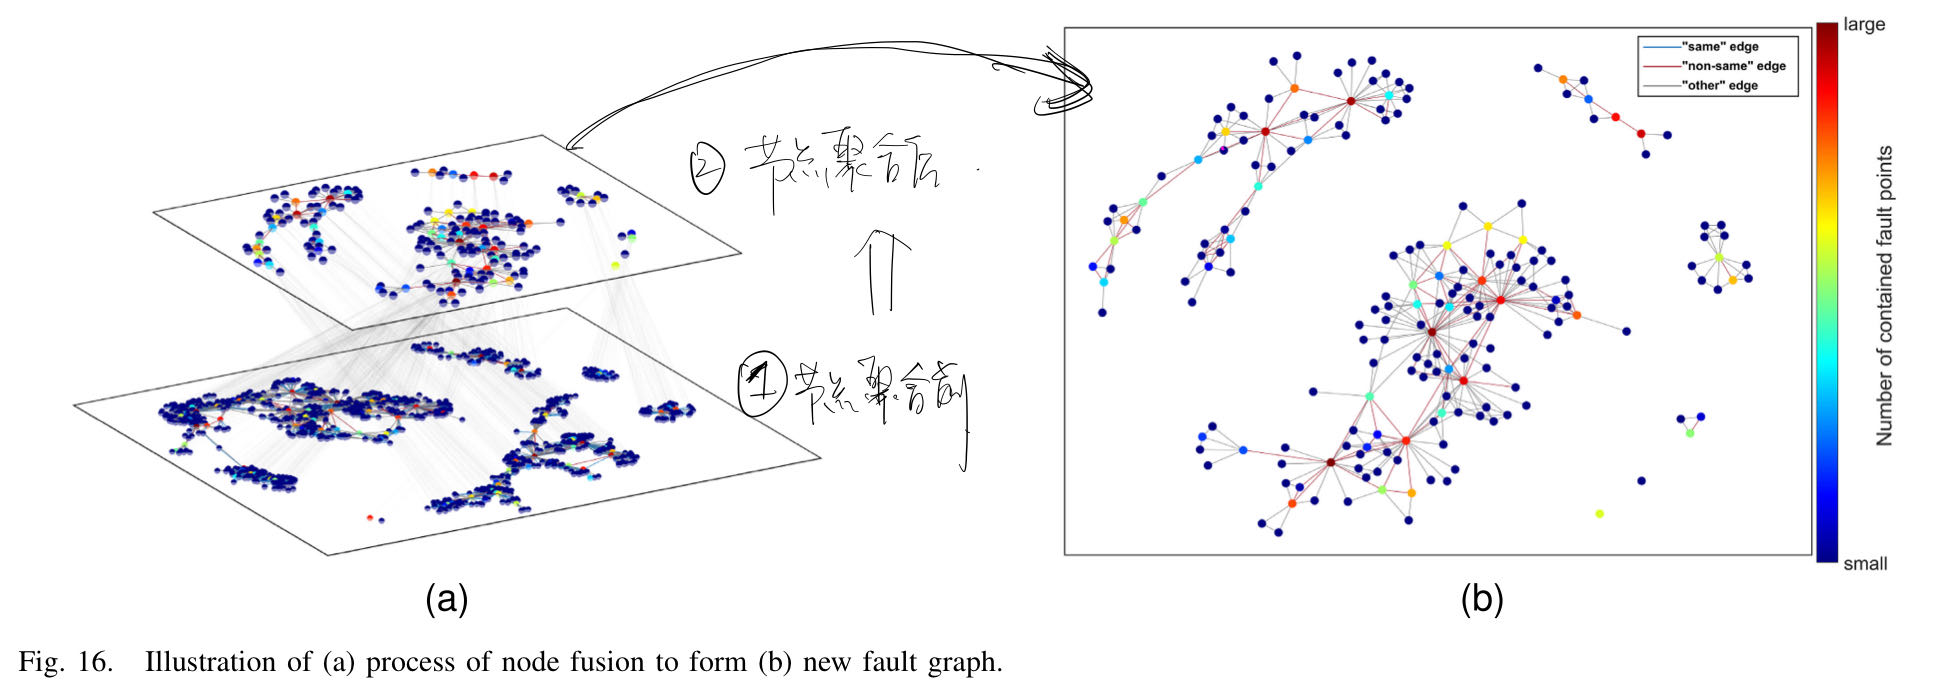 ② 节点聚合后.
① 节点聚合前
large
"same" edge
"non-same" edge
"other" edge
Number of contained fault points
small
(a)
(b)
Fig. 16. Illustration of (a) process of node fusion to form (b) new fault graph.